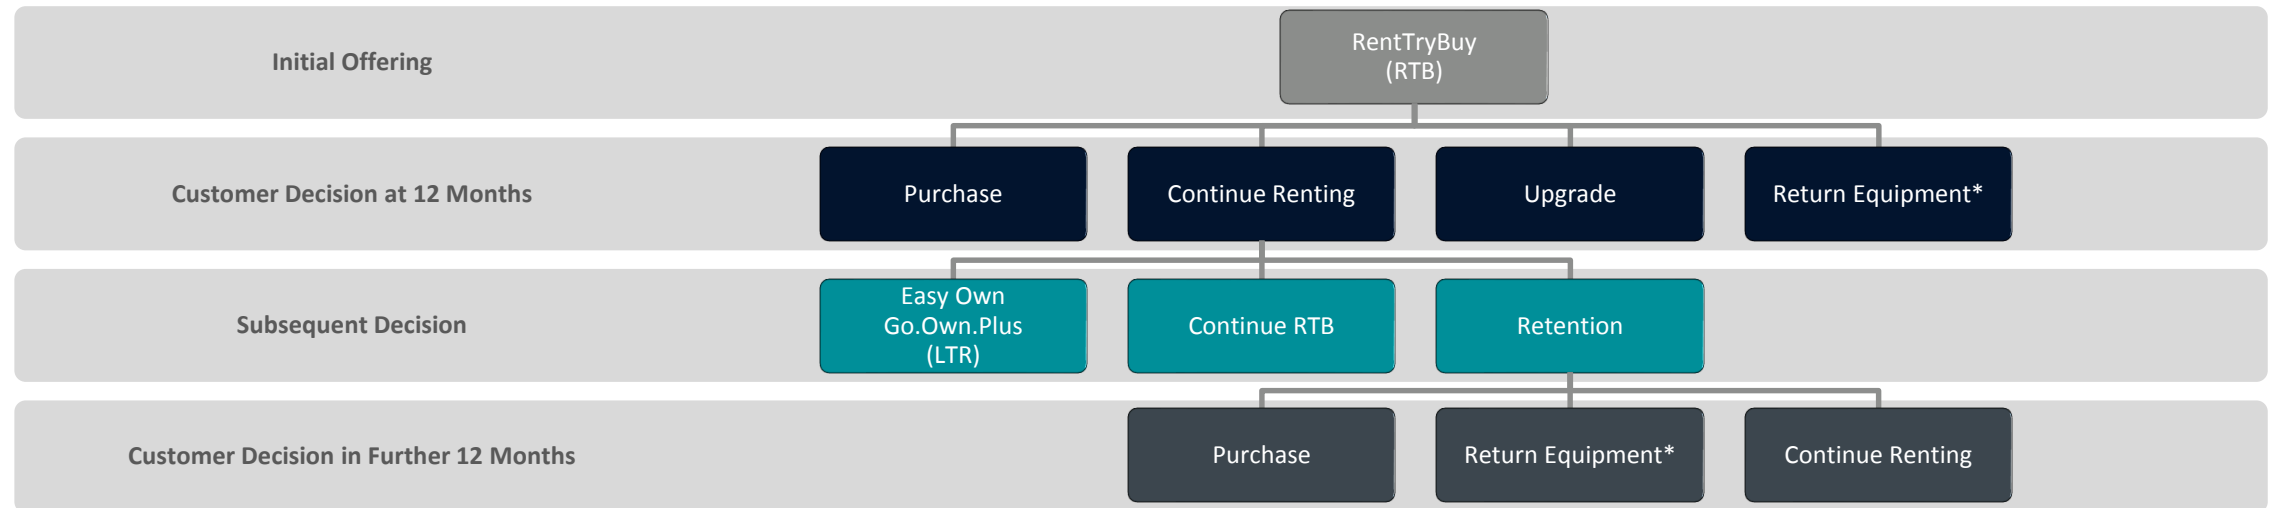 Initial Offering
RentTryBuy
(RTB)
Customer Decision at 12 Months
Purchase
Continue Renting
Upgrade
Return Equipment*
Subsequent Decision
Easy Own
Go.Own.Plus
(LTR)
Continue RTB
Retention
Customer Decision in Further 12 Months
Purchase
Return Equipment*
Continue Renting